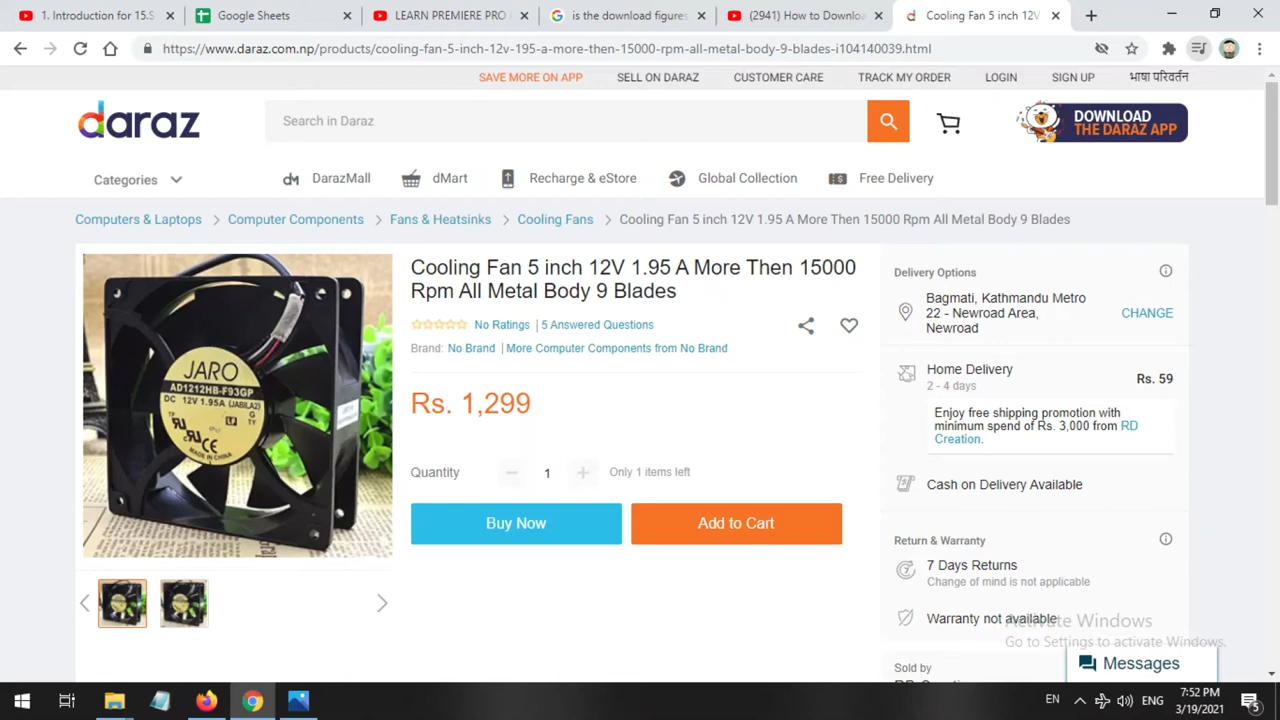 1. Introduction for 15.S
Google Sheets
LEARN PREMIERE PRO
is the download figures
(2941) How to Downloa
Cooling Fan 5 inch 12V
https://www.daraz.com.np/products/cooling-fan-5-inch-12v-195-a-more-then-15000-rpm-all-metal-body-9-blades-i104140039.html
SAVE MORE ON APP
SELL ON DARAZ
CUSTOMER CARE
TRACK MY ORDER
LOGIN
SIGN UP
भाषा परिवर्तन
daraz
Search in Daraz
DOWNLOAD
THE DARAZ APP
Categories
DarazMall
dMart
Recharge & eStore
Global Collection
Free Delivery
Computers & Laptops
Computer Components
Fans & Heatsinks
Cooling Fans
Cooling Fan 5 inch 12V 1.95 A More Then 15000 Rpm All Metal Body 9 Blades
JARO
AD1212HB-F93GP
DC 12V 1.95A (JABILA2)
MADE IN CHINA
Cooling Fan 5 inch 12V 1.95 A More Then 15000
Rpm All Metal Body 9 Blades
No Ratings | 5 Answered Questions
Brand: No Brand | More Computer Components from No Brand
Rs. 1,299
Quantity
1
Only 1 items left
Buy Now
Add to Cart
Delivery Options
Bagmati, Kathmandu Metro
22 - Newroad Area,
Newroad
CHANGE
Home Delivery
Rs. 59
2 - 4 days
Enjoy free shipping promotion with
minimum spend of Rs. 3,000 from RD
Creation.
Cash on Delivery Available
Return & Warranty
7 Days Returns
Change of mind is not applicable
Warranty not available
Activate Windows
Go to Settings to activate Windows.
Sold by
Messages
EN
ENG
7:52 PM
3/19/2021
5